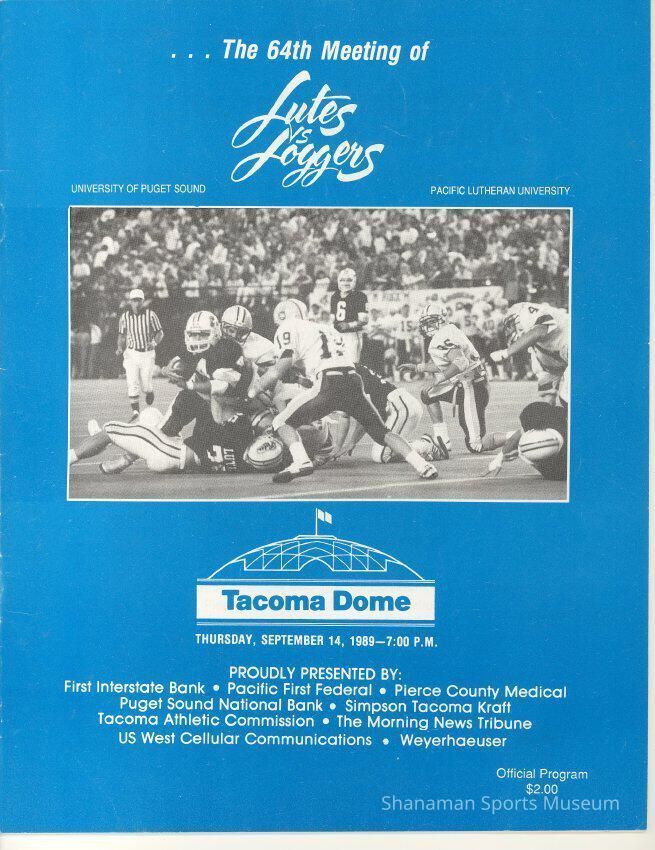 . . . The 64th Meeting of
Lutes
vs
Loggers
UNIVERSITY OF PUGET SOUND
PACIFIC LUTHERAN UNIVERSITY
6
19
4
Tacoma Dome
THURSDAY, SEPTEMBER 14, 1989—7:00 P.M.
PROUDLY PRESENTED BY:
First Interstate Bank • Pacific First Federal • Pierce County Medical
Puget Sound National Bank • Simpson Tacoma Kraft
Tacoma Athletic Commission • The Morning News Tribune
US West Cellular Communications • Weyerhaeuser
Official Program
$2.00
Shanaman Sports Museum